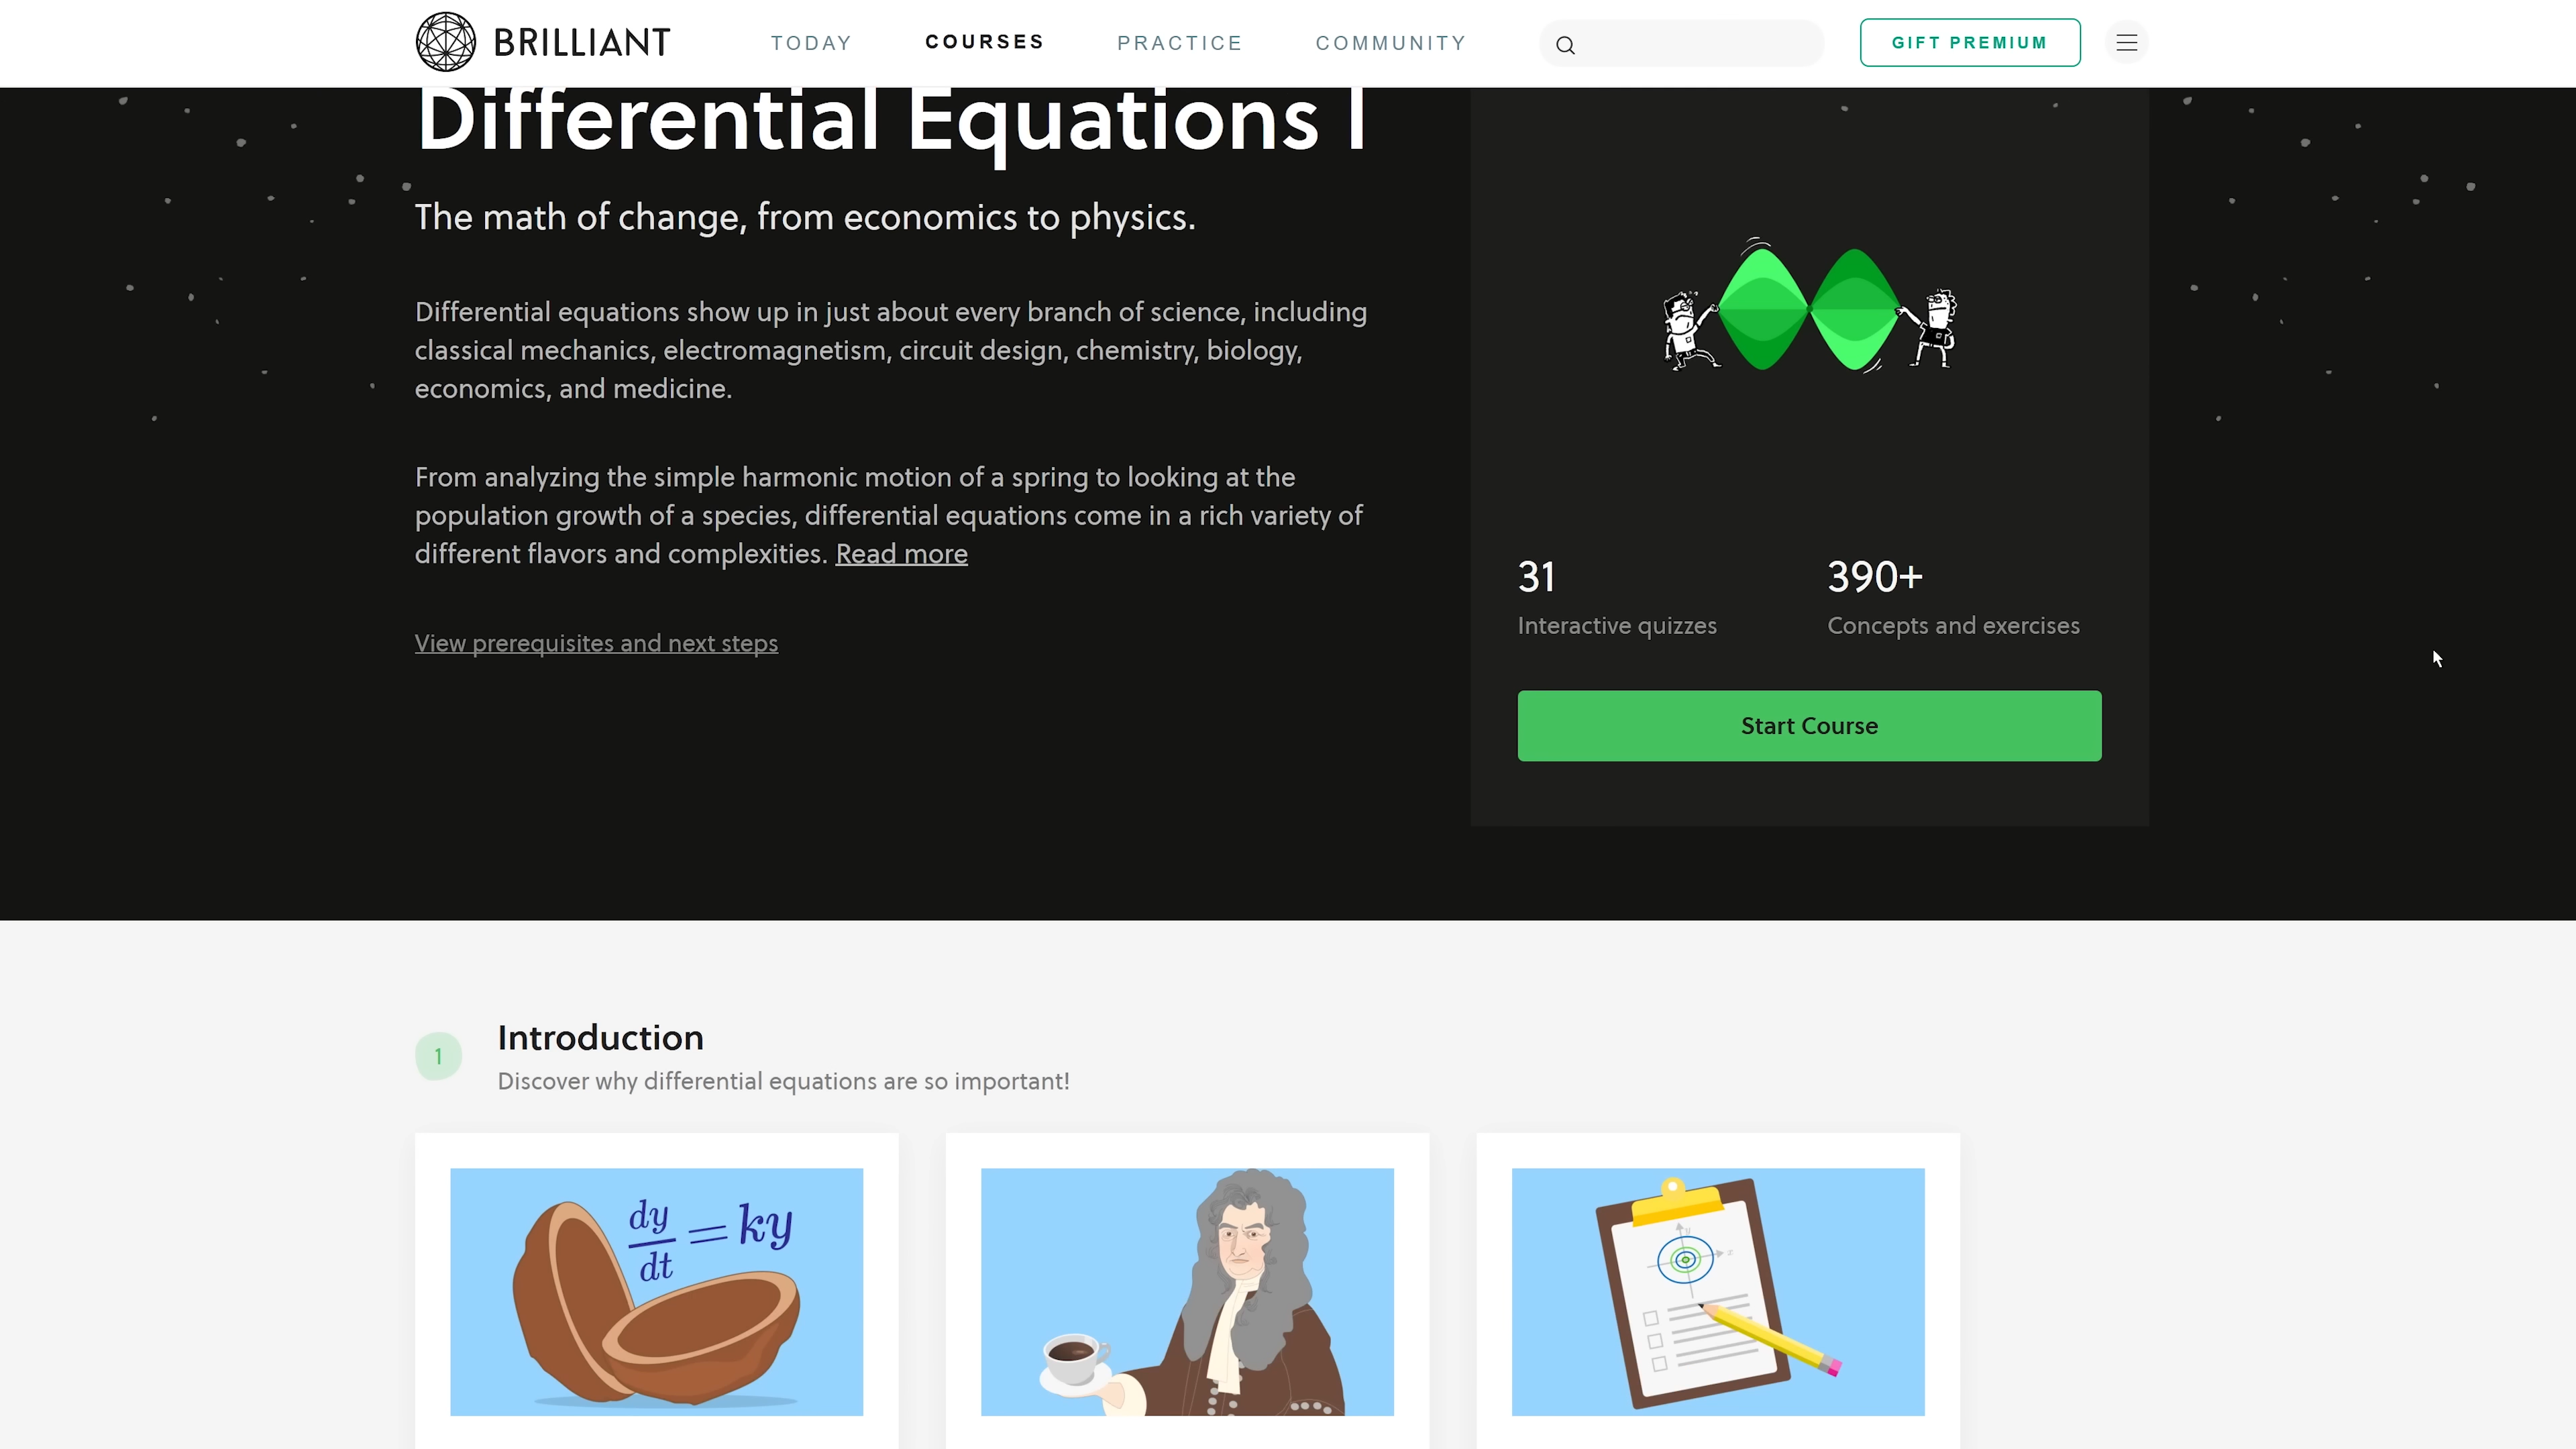 BRILLIANT
TODAY
COURSES
PRACTICE
COMMUNITY
GIFT PREMIUM
Differential Equations I
The math of change, from economics to physics.
Differential equations show up in just about every branch of science, including
classical mechanics, electromagnetism, circuit design, chemistry, biology,
economics, and medicine.
From analyzing the simple harmonic motion of a spring to looking at the
population growth of a species, differential equations come in a rich variety of
different flavors and complexities. Read more
View prerequisites and next steps
31
Interactive quizzes
390+
Concepts and exercises
Start Course
1
Introduction
Discover why differential equations are so important!
dy/dt = ky
y
x